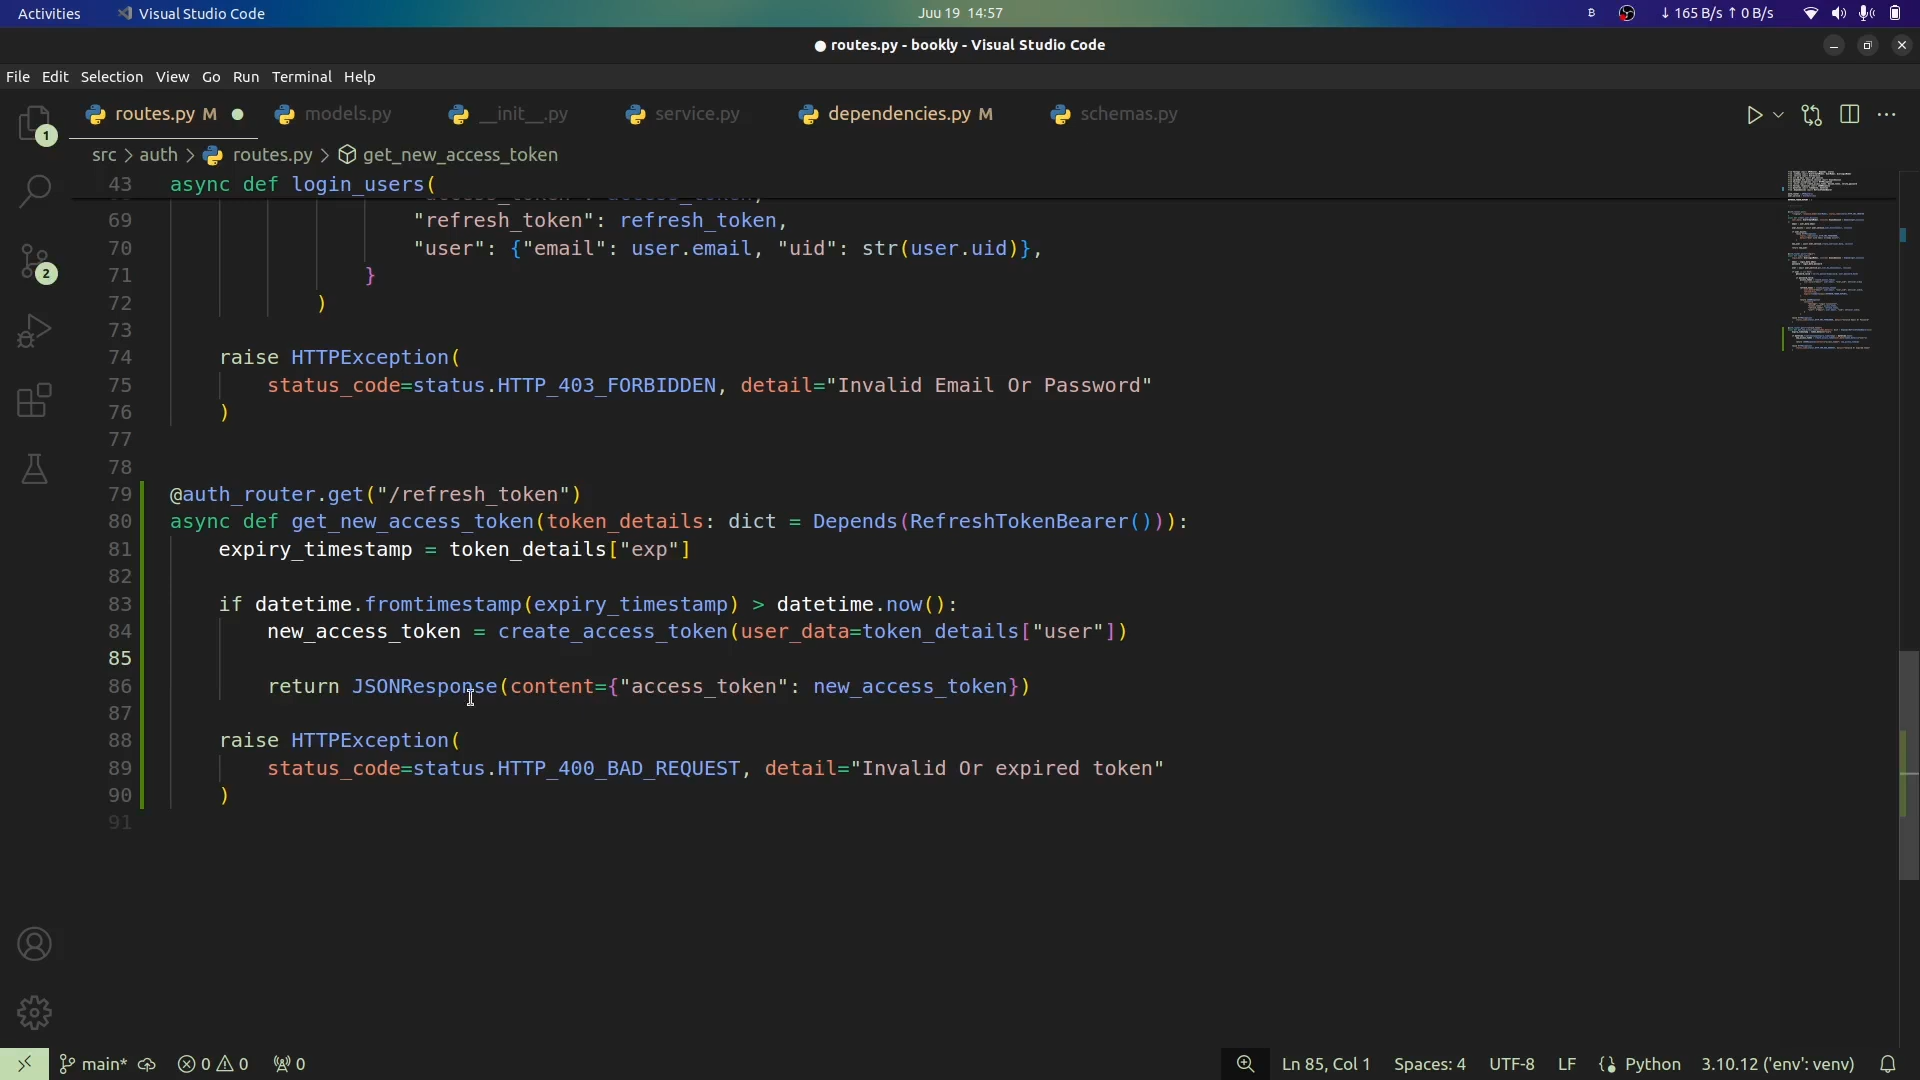 Activities Visual Studio Code Juu 19 14:57 ↓ 165 B/s ↑ 0 B/s
● routes.py - bookly - Visual Studio Code
File Edit Selection View Go Run Terminal Help
routes.py M models.py __init__.py service.py dependencies.py M schemas.py
src > auth > routes.py > get_new_access_token
43 async def login_users(
69 "refresh_token": refresh_token,
70 "user": {"email": user.email, "uid": str(user.uid)},
71 }
72 )
73
74 raise HTTPException(
75 status_code=status.HTTP_403_FORBIDDEN, detail="Invalid Email Or Password"
76 )
77
78
79 @auth_router.get("/refresh_token")
80 async def get_new_access_token(token_details: dict = Depends(RefreshTokenBearer())):
81 expiry_timestamp = token_details["exp"]
82
83 if datetime.fromtimestamp(expiry_timestamp) > datetime.now():
84 new_access_token = create_access_token(user_data=token_details["user"])
85
86 return JSONResponse(content={"access_token": new_access_token})
87
88 raise HTTPException(
89 status_code=status.HTTP_400_BAD_REQUEST, detail="Invalid Or expired token"
90 )
91
1
2
main* 0 0 0 Ln 85, Col 1 Spaces: 4 UTF-8 LF Python 3.10.12 ('env': venv)